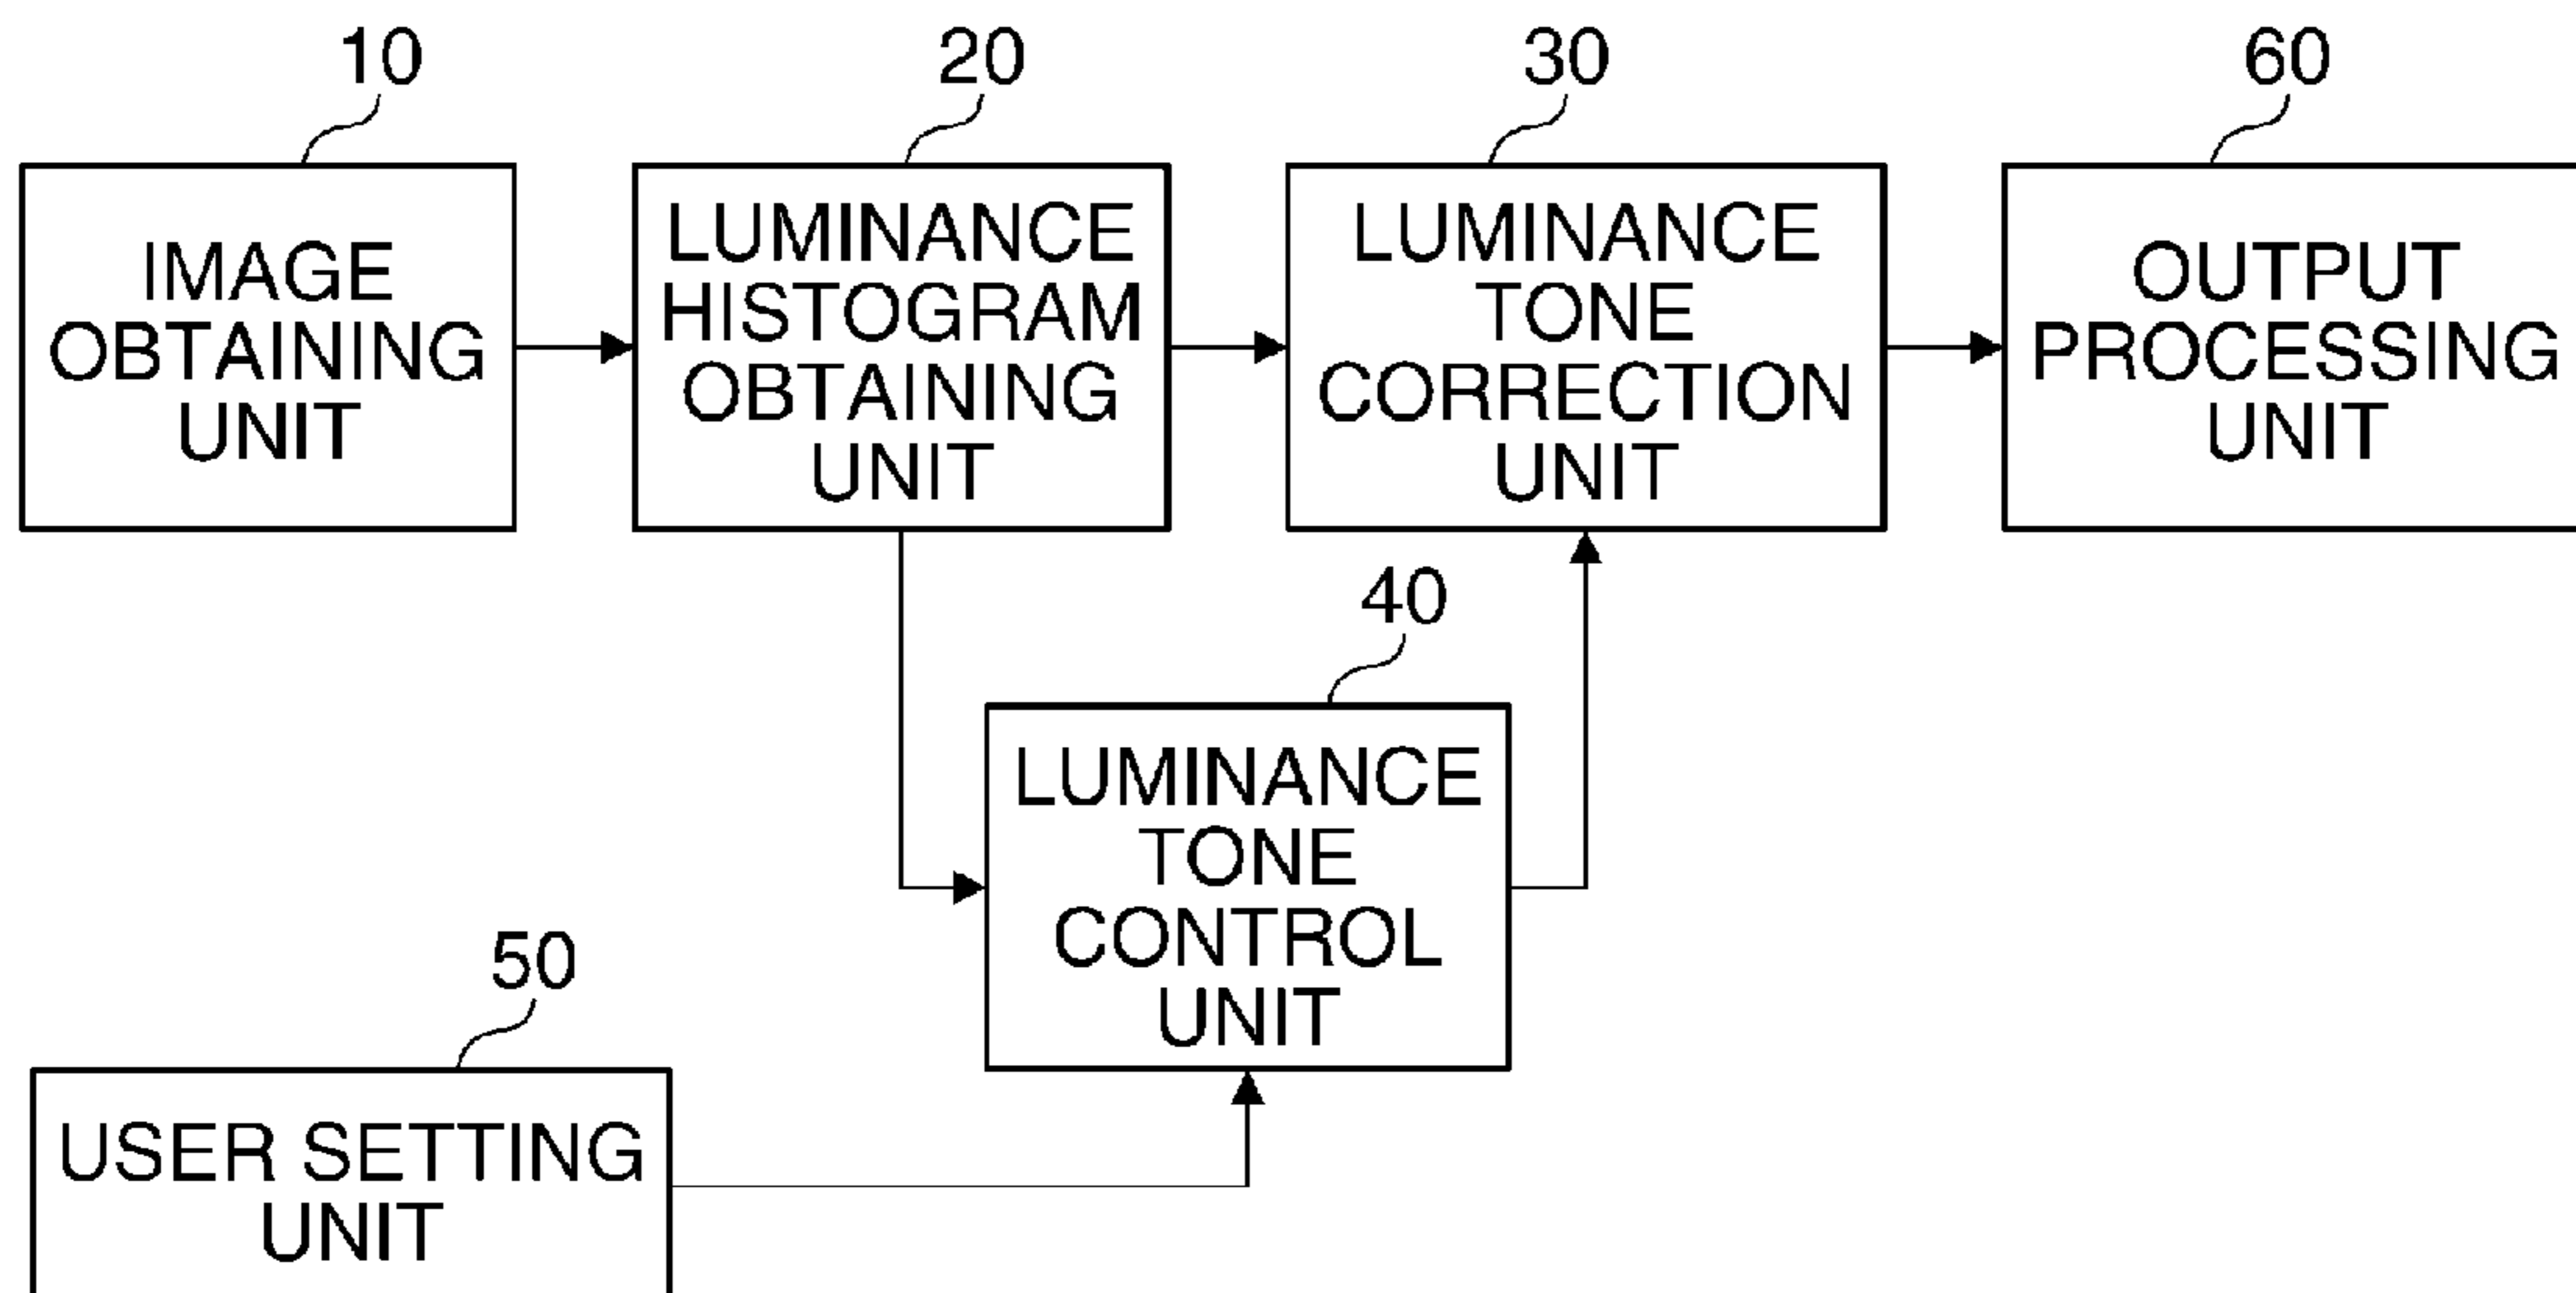 10
IMAGE
OBTAINING
UNIT
20
LUMINANCE
HISTOGRAM
OBTAINING
UNIT
30
LUMINANCE
TONE
CORRECTION
UNIT
60
OUTPUT
PROCESSING
UNIT
40
LUMINANCE
TONE
CONTROL
UNIT
50
USER SETTING
UNIT